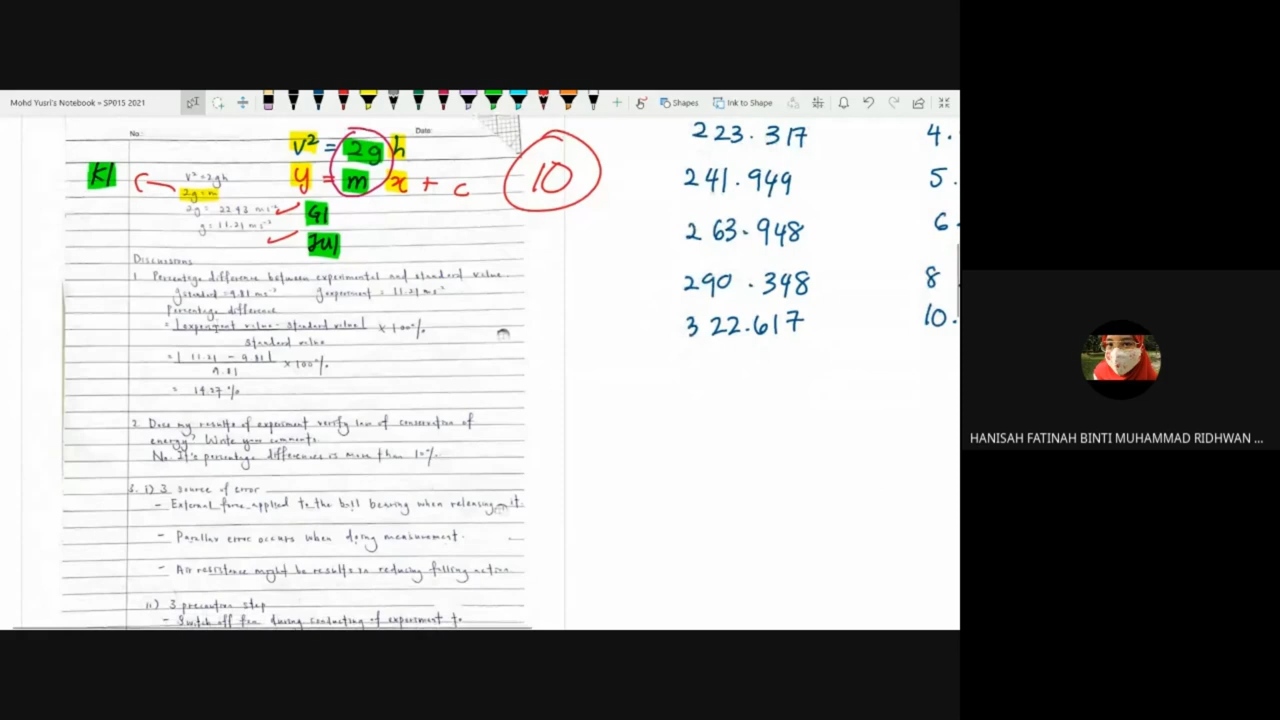 Mohd Yusri's Notebook » SP015 2021
Shapes
Ink to Shape
No.:
Date:
v² = 2g h
y = m x + c
K1
10
v² = 2gh
2g = m
2g = 22.43 ms⁻²
G1
g = 11.21 ms⁻²
JU1
Discussions
1. Percentage difference between experimental and standard value.
g standard = 9.81 ms⁻² g experiment = 11.21 ms⁻²
Percentage difference
= |experiment value - standard value| × 100%
standard value
= | 11.21 - 9.81 | × 100%
9.81
= 14.27 %
2. Does my results of experiment verify law of conservation of
energy? Write your comments.
No. It's percentage differences is more than 10%.
3. i) 3 source of error
- External force applied to the ball bearing when releasing it.
- Parallax error occurs when doing measurement.
- Air resistance might be results in reducing falling action
ii) 3 precaution step
- Switch off fan during conducting of experiment to
223.317 4.
241.949 5.
263.948 6.
290.348 8
322.617 10.
HANISAH FATINAH BINTI MUHAMMAD RIDHWAN ...